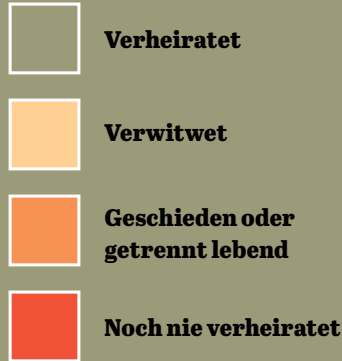 Verheiratet
Verwitwet
Geschieden oder
getrennt lebend
Noch nie verheiratet